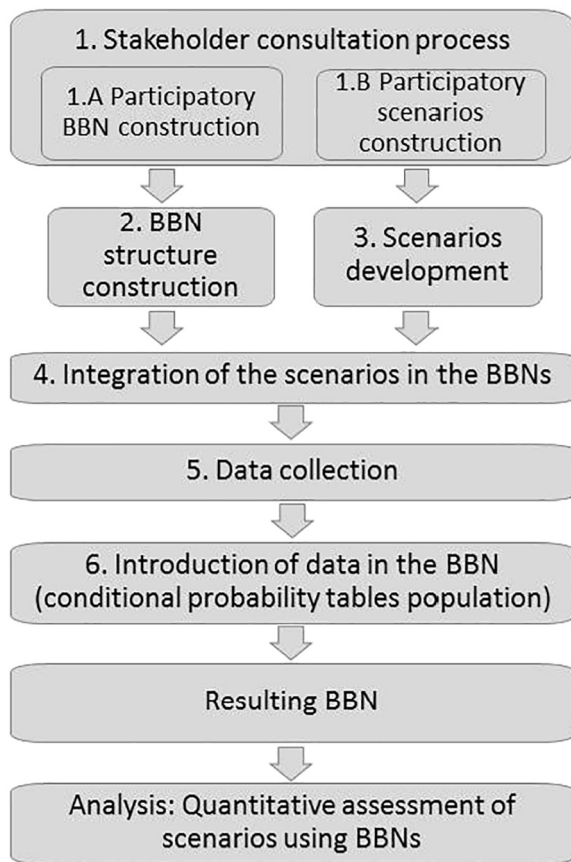 1. Stakeholder consultation process
1.A Participatory
BBN construction
1.B Participatory
scenarios
construction
2. BBN
structure
construction
3. Scenarios
development
4. Integration of the scenarios in the BBNs
5. Data collection
6. Introduction of data in the BBN
(conditional probability tables population)
Resulting BBN
Analysis: Quantitative assessment of
scenarios using BBNs